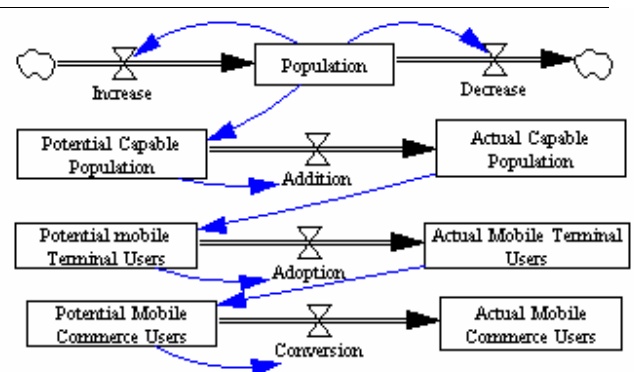 Population
Increase
Decrease
Potential Capable
Population
Actual Capable
Population
Addition
Potential mobile
Terminal Users
Actual Mobile Terminal
Users
Adoption
Potential Mobile
Commerce Users
Actual Mobile
Commerce Users
Conversion